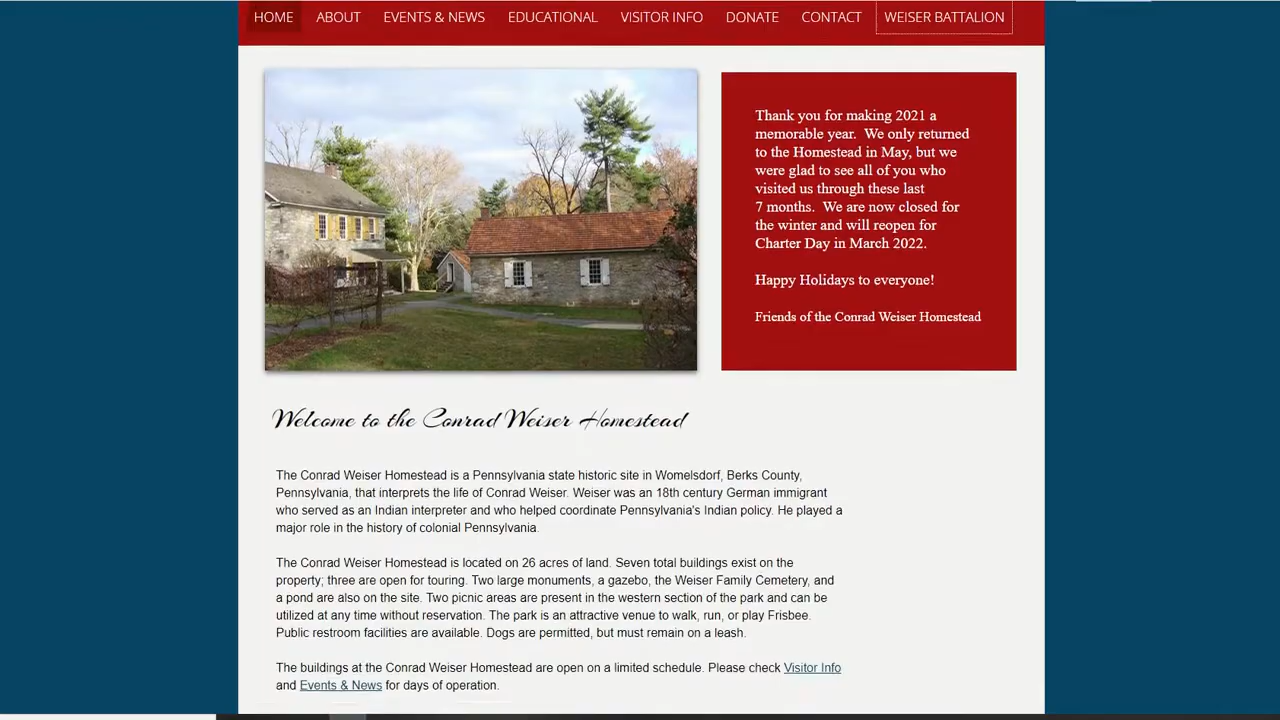 HOME ABOUT EVENTS & NEWS EDUCATIONAL VISITOR INFO DONATE CONTACT WEISER BATTALION
Thank you for making 2021 a
memorable year. We only returned
to the Homestead in May, but we
were glad to see all of you who
visited us through these last
7 months. We are now closed for
the winter and will reopen for
Charter Day in March 2022.
Happy Holidays to everyone!
Friends of the Conrad Weiser Homestead
Welcome to the Conrad Weiser Homestead
The Conrad Weiser Homestead is a Pennsylvania state historic site in Womelsdorf, Berks County,
Pennsylvania, that interprets the life of Conrad Weiser. Weiser was an 18th century German immigrant
who served as an Indian interpreter and who helped coordinate Pennsylvania's Indian policy. He played a
major role in the history of colonial Pennsylvania.
The Conrad Weiser Homestead is located on 26 acres of land. Seven total buildings exist on the
property; three are open for touring. Two large monuments, a gazebo, the Weiser Family Cemetery, and
a pond are also on the site. Two picnic areas are present in the western section of the park and can be
utilized at any time without reservation. The park is an attractive venue to walk, run, or play Frisbee.
Public restroom facilities are available. Dogs are permitted, but must remain on a leash.
The buildings at the Conrad Weiser Homestead are open on a limited schedule. Please check Visitor Info
and Events & News for days of operation.